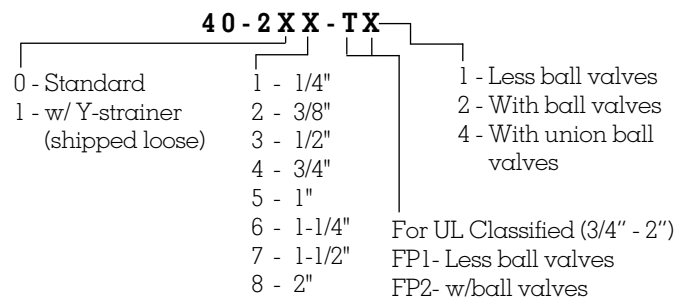 40-2XX-TX
0 - Standard
1 - w/ Y-strainer
(shipped loose)
1 - 1/4"
2 - 3/8"
3 - 1/2"
4 - 3/4"
5 - 1"
6 - 1-1/4"
7 - 1-1/2"
8 - 2"
1 - Less ball valves
2 - With ball valves
4 - With union ball
valves
For UL Classified (3/4” - 2”)
FP1- Less ball valves
FP2- w/ball valves